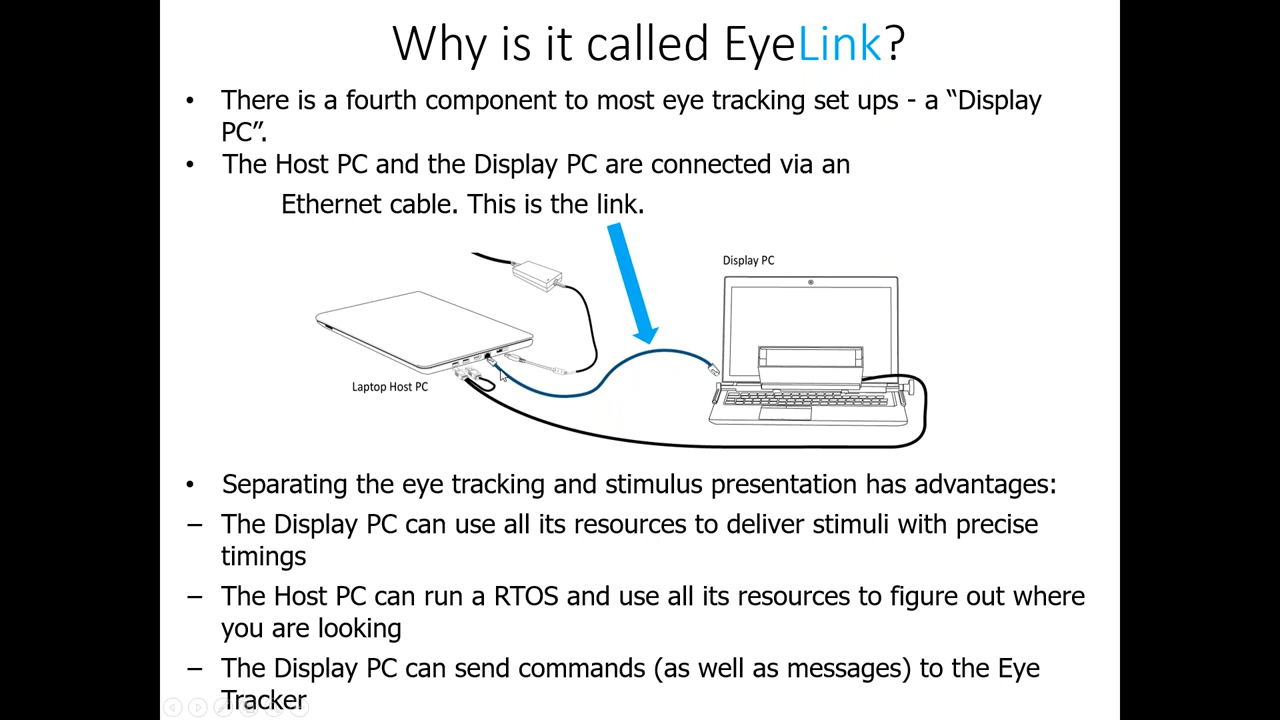 Why is it called EyeLink?
• There is a fourth component to most eye tracking set ups - a “Display
PC”.
• The Host PC and the Display PC are connected via an
Ethernet cable. This is the link.
Display PC
Laptop Host PC
• Separating the eye tracking and stimulus presentation has advantages:
– The Display PC can use all its resources to deliver stimuli with precise
timings
– The Host PC can run a RTOS and use all its resources to figure out where
you are looking
– The Display PC can send commands (as well as messages) to the Eye
Tracker